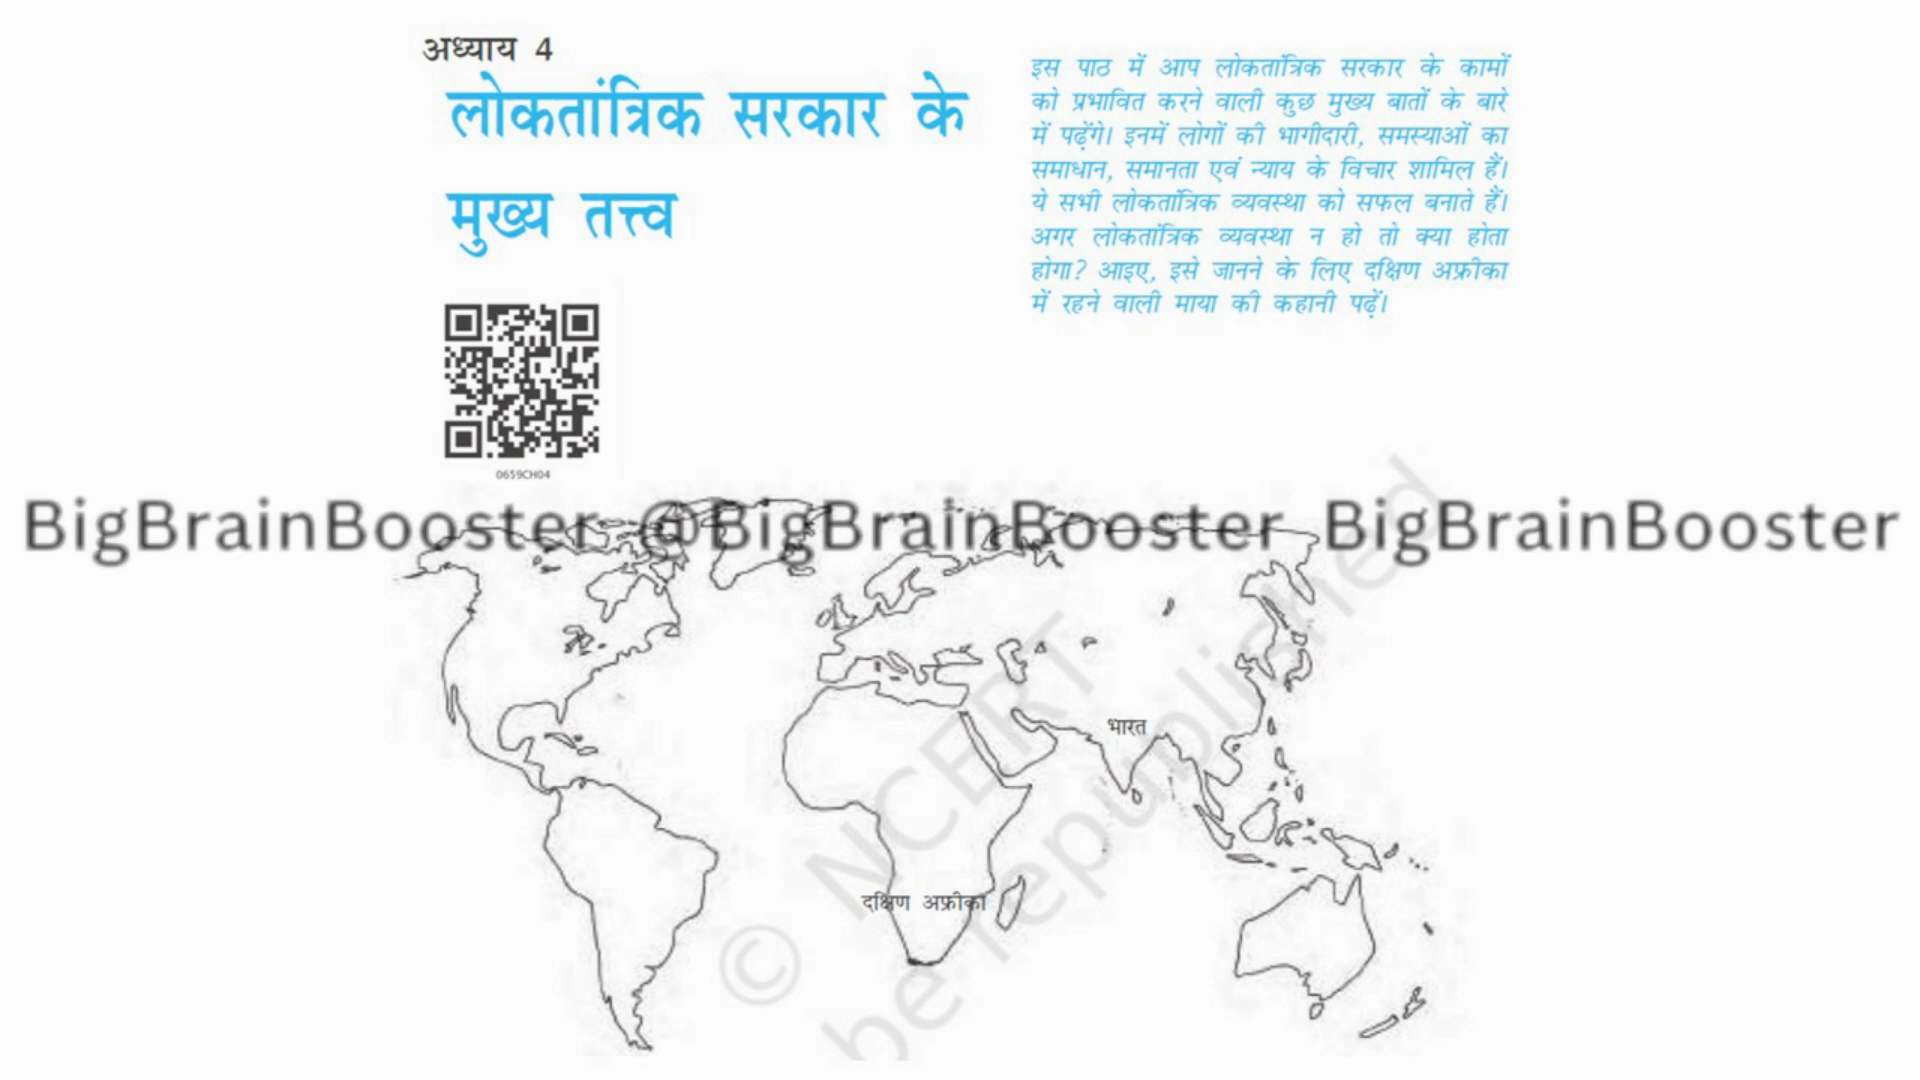 अध्याय 4
लोकतांत्रिक सरकार के
मुख्य तत्त्व
इस पाठ में आप लोकतांत्रिक सरकार के कामों
को प्रभावित करने वाली कुछ मुख्य बातों के बारे
में पढ़ेंगे। इनमें लोगों की भागीदारी, समस्याओं का
समाधान, समानता एवं न्याय के विचार शामिल हैं।
ये सभी लोकतांत्रिक व्यवस्था को सफल बनाते हैं।
अगर लोकतांत्रिक व्यवस्था न हो तो क्या होता
होगा? आइए, इसे जानने के लिए दक्षिण अफ्रीका
में रहने वाली माया की कहानी पढ़ें।
0659CH04
BigBrainBooster @BigBrainBooster BigBrainBooster
भारत
दक्षिण अफ्रीका
© NCERT
be republished